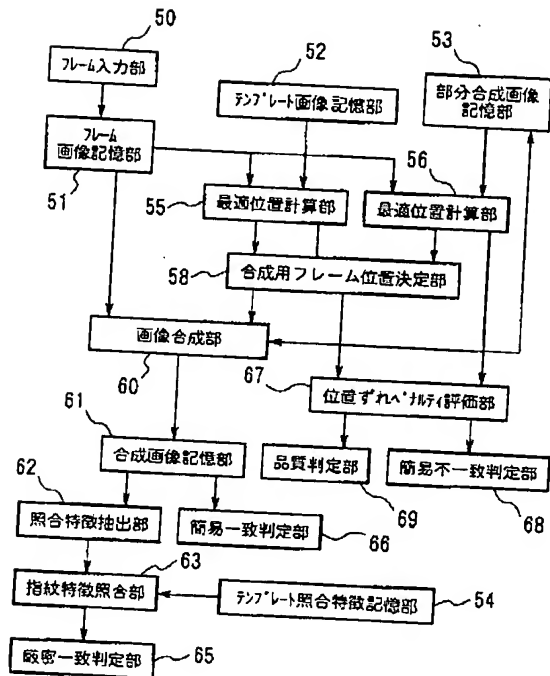 50
フレーム入力部
52
53
テンプレート画像記憶部
部分合成画像
記憶部
フレーム
画像記憶部
51
56
55
最適位置計算部
最適位置計算部
58
合成用フレーム位置決定部
画像合成部
60
67
位置ずれペナルティ評価部
61
合成画像記憶部
品質判定部
簡易不一致判定部
62
69
68
照合特徴抽出部
簡易一致判定部
63
66
指紋特徴照合部
テンプレート照合特徴記憶部
54
厳密一致判定部
65